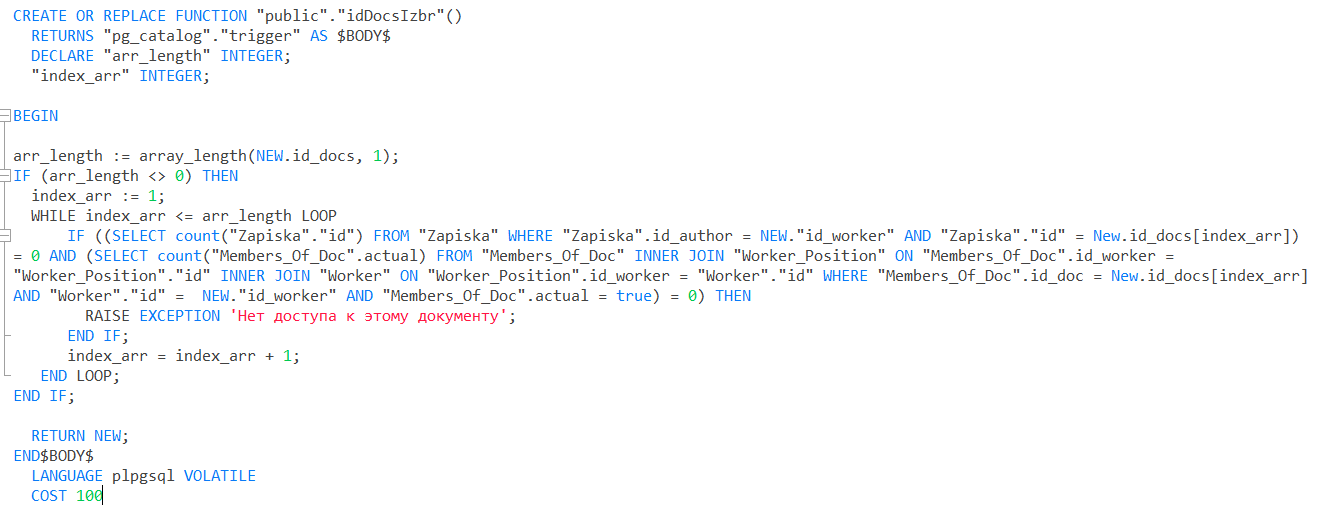 CREATE OR REPLACE FUNCTION "public"."idDocsIzbr"()
  RETURNS "pg_catalog"."trigger" AS $BODY$
  DECLARE "arr_length" INTEGER;
  "index_arr" INTEGER;

BEGIN

arr_length := array_length(NEW.id_docs, 1);
IF (arr_length <> 0) THEN
  index_arr := 1;
  WHILE index_arr <= arr_length LOOP
      IF ((SELECT count("Zapiska"."id") FROM "Zapiska" WHERE "Zapiska".id_author = NEW."id_worker" AND "Zapiska"."id" = New.id_docs[index_arr])
= 0 AND (SELECT count("Members_Of_Doc".actual) FROM "Members_Of_Doc" INNER JOIN "Worker_Position" ON "Members_Of_Doc".id_worker =
"Worker_Position"."id" INNER JOIN "Worker" ON "Worker_Position".id_worker = "Worker"."id" WHERE "Members_Of_Doc".id_doc = New.id_docs[index_arr]
AND "Worker"."id" =  NEW."id_worker" AND "Members_Of_Doc".actual = true) = 0) THEN
        RAISE EXCEPTION 'Нет доступа к этому документу';
      END IF;
      index_arr = index_arr + 1;
   END LOOP;
END IF;

  RETURN NEW;
END$BODY$
  LANGUAGE plpgsql VOLATILE
  COST 100